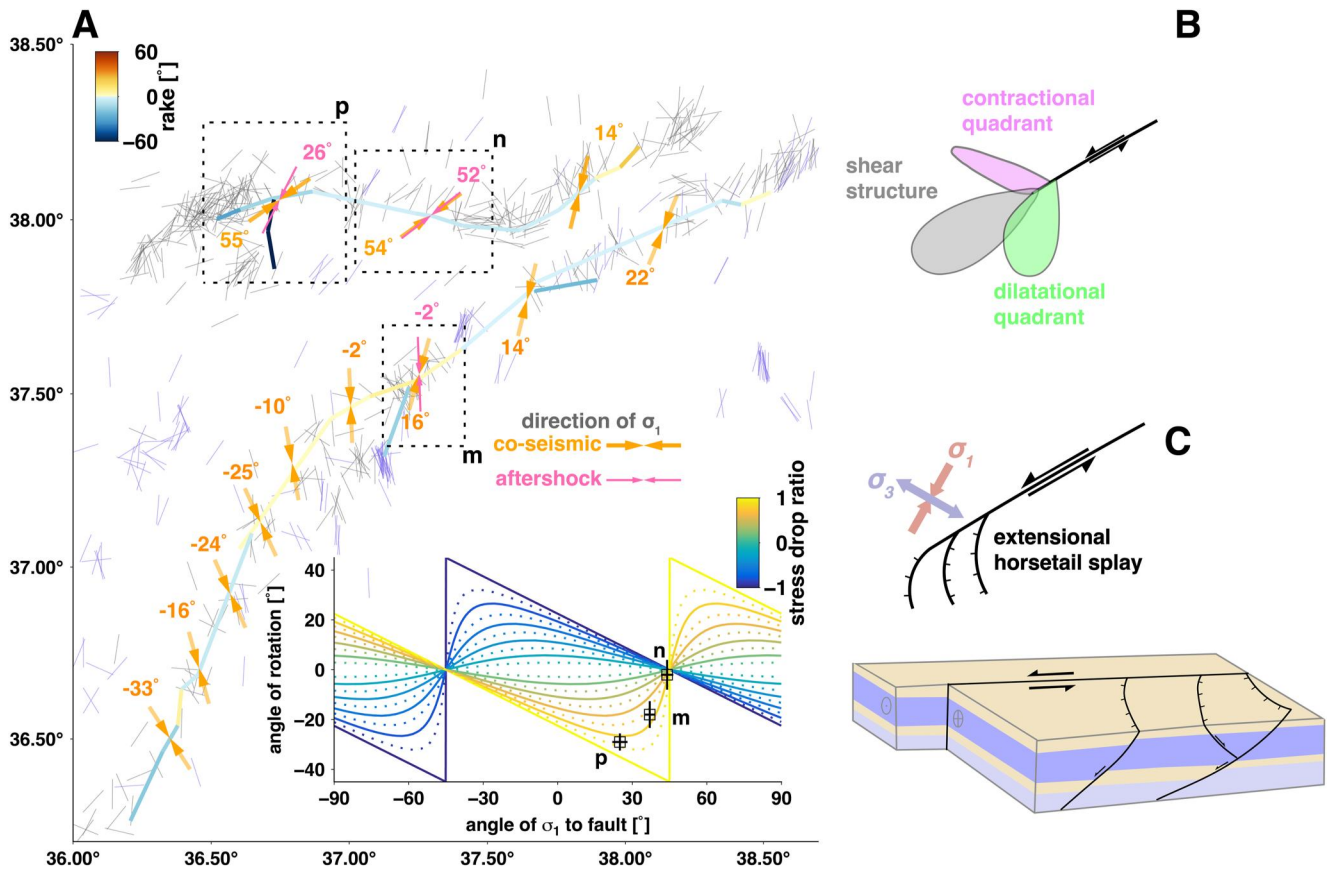 A
38.50°
38.00°
37.50°
37.00°
36.50°
36.00°
36.50°
37.00°
37.50°
38.00°
38.50°
60
0
−60
rake [°]
p
26°
55°
n
52°
54°
14°
22°
14°
-2°
16°
m
-2°
-10°
-25°
-24°
-16°
-33°
direction of σ1
co-seismic
aftershock
1
0
−1
stress drop ratio
40
20
0
−20
−40
angle of rotation [°]
n
m
p
−90
−60
−30
0
30
60
90
angle of σ1 to fault [°]
B
contractional
quadrant
shear
structure
dilatational
quadrant
C
σ1
σ3
extensional
horsetail splay